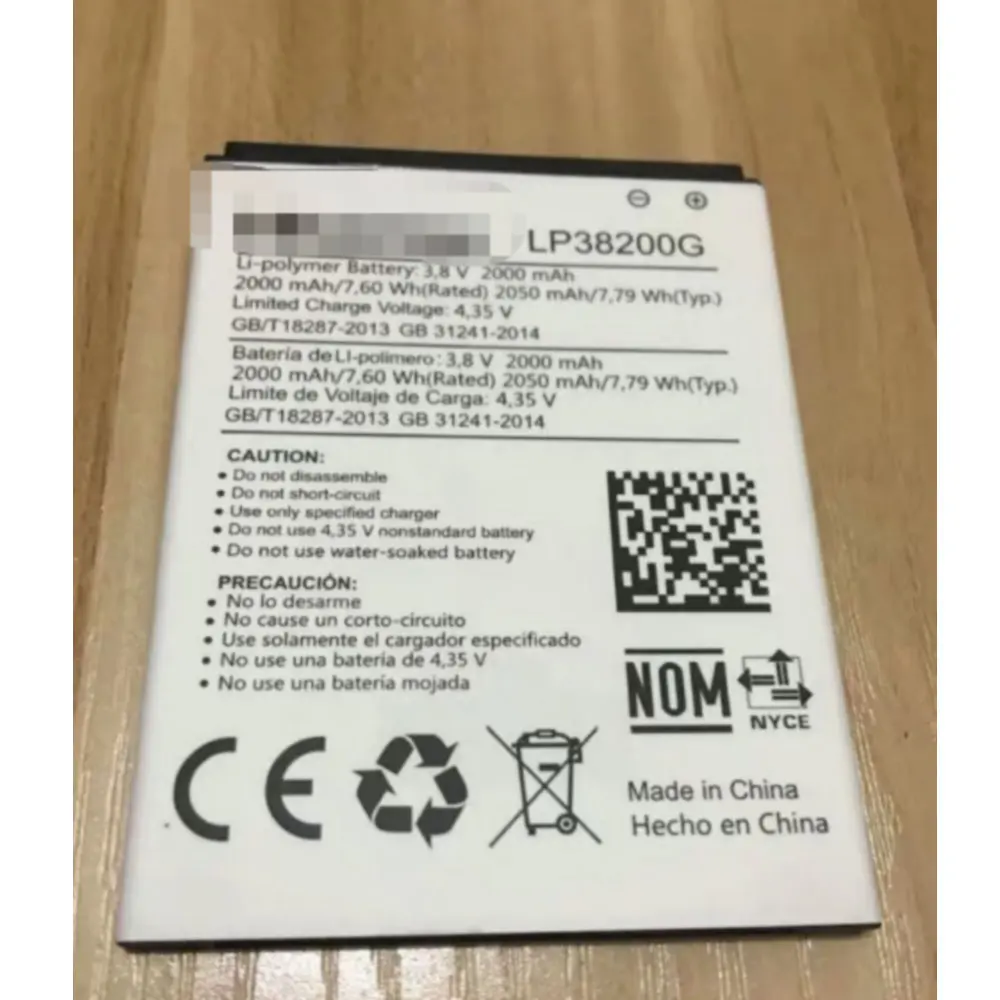 LP38200G
Li-polymer Battery: 3,8 V 2000 mAh
2000 mAh/7,60 Wh(Rated) 2050 mAh/7,79 Wh(Typ.)
Limited Charge Voltage: 4,35 V
GB/T18287-2013 GB 31241-2014
Batería de LI-polimero: 3,8 V 2000 mAh
2000 mAh/7,60 Wh(Rated) 2050 mAh/7,79 Wh(Typ.)
Limite de Voltaje de Carga: 4,35 V
GB/T18287-2013 GB 31241-2014
CAUTION:
• Do not disassemble
• Do not short-circuit
• Use only specified charger
• Do not use 4,35 V nonstandard battery
• Do not use water-soaked battery
PRECAUCIÓN:
• No lo desarme
• No cause un corto-circuito
• Use solamente el cargador especificado
• No use una batería de 4,35 V
• No use una batería mojada
NOM
NYCE
CE
Made in China
Hecho en China